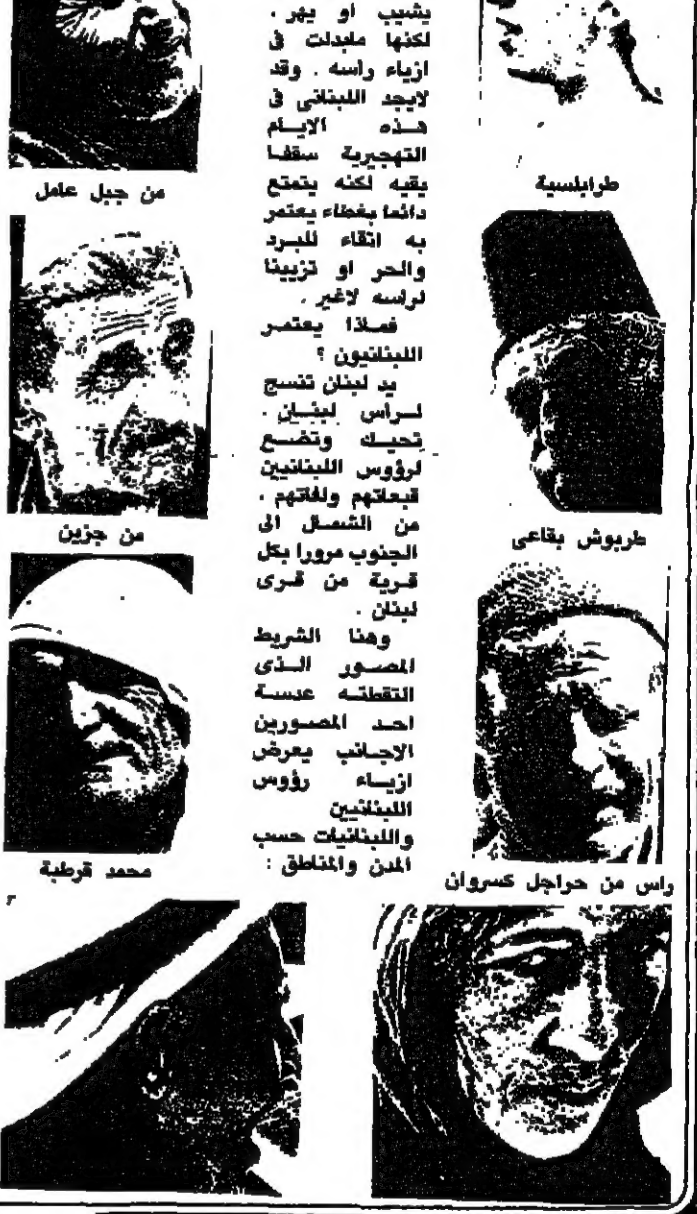 يشيب او يهر .
لكنها مابدلت في
ازياء راسه . وقد
لايجد اللبنانى في
هذه الايام
التهجيرية سقفا
يقيه لكنه يتمتع
دائما بغطاء يعتمر
به اتقاء للبرد
والحر او تزيينا
لراسه لاغير .
فماذا يعتمر
اللبنانيون ؟
يد لبنان تنسج
لراس لبنان .
تحيك وتضع
لرؤوس اللبنانيين
قبعاتهم ولفاتهم .
من الشمال الى
الجنوب مرورا بكل
قرية من قرى
لبنان .
وهنا الشريط
المصور الذى
التقطته عدسة
احد المصورين
الاجانب يعرض
ازياء رؤوس
اللبنانيين
واللبنانيات حسب
المدن والمناطق :
طرابلسية
طربوش بقاعى
راس من حراجل كسروان
من جبل عامل
من جزين
محمد قرطبة